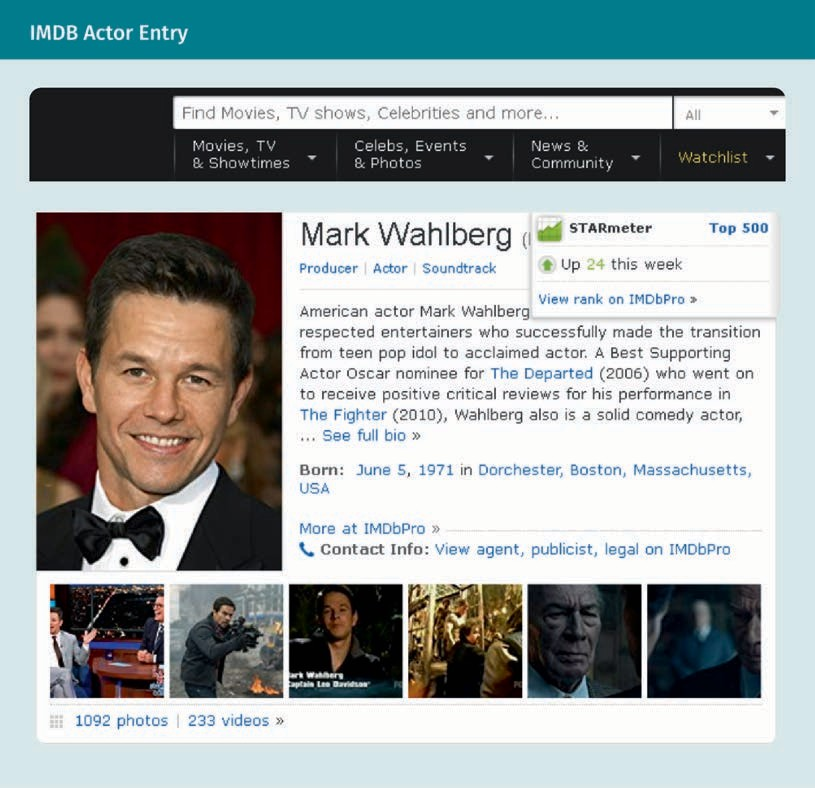 IMDB Actor Entry
Find Movies, TV shows, Celebrities and more...
All
Movies, TV
& Showtimes
Celebs, Events
& Photos
News &
Community
Watchlist
Mark Wahlberg (
Producer | Actor | Soundtrack
STARmeter Top 500
Up 24 this week
View rank on IMDbPro »
American actor Mark Wahlberg
respected entertainers who successfully made the transition
from teen pop idol to acclaimed actor. A Best Supporting
Actor Oscar nominee for The Departed (2006) who went on
to receive positive critical reviews for his performance in
The Fighter (2010), Wahlberg also is a solid comedy actor,
... See full bio »
Born: June 5, 1971 in Dorchester, Boston, Massachusetts,
USA
More at IMDbPro »
Contact Info: View agent, publicist, legal on IMDbPro
ark Wahlberg
Captain Leo Davidson"
1092 photos | 233 videos »